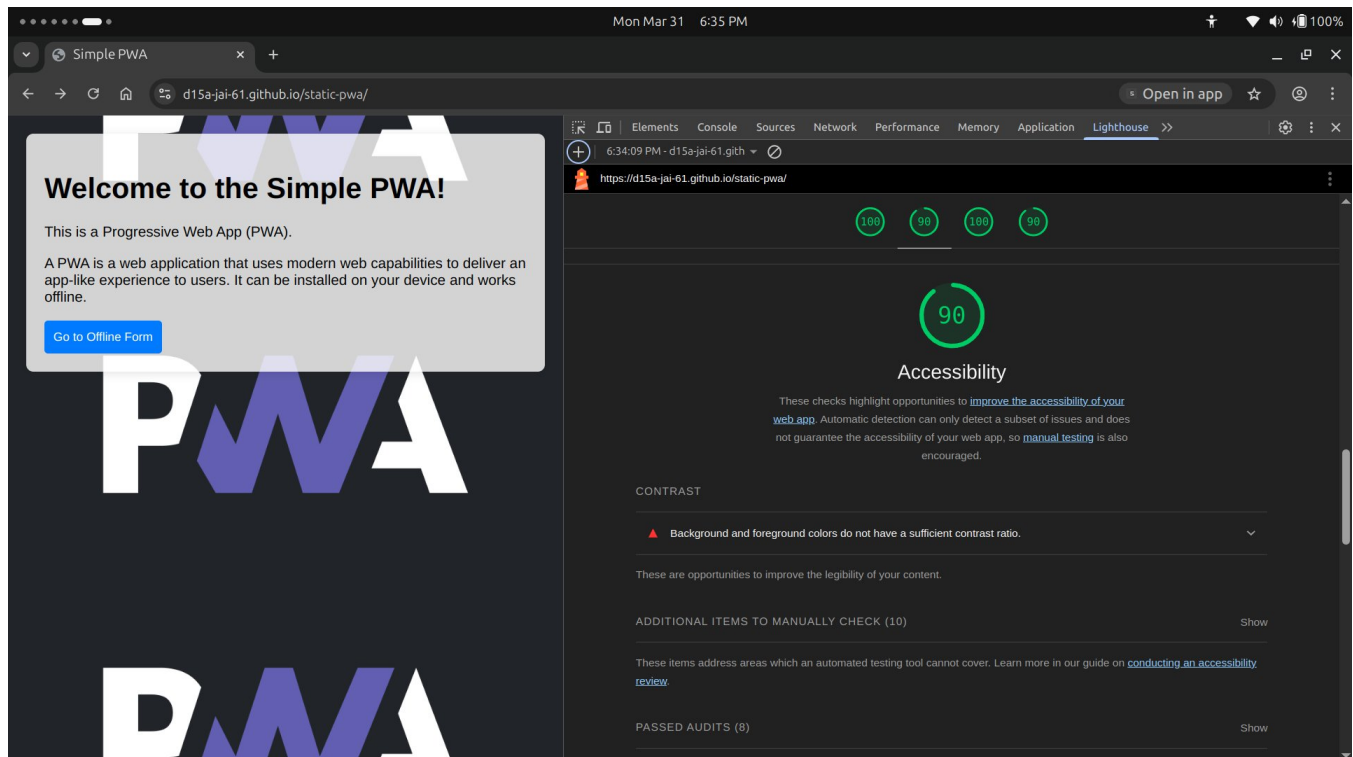 Mon Mar 31 6:35 PM
100%
Simple PWA
d15a-jai-61.github.io/static-pwa/
s Open in app
PWA
Welcome to the Simple PWA!
This is a Progressive Web App (PWA).
A PWA is a web application that uses modern web capabilities to deliver an
app-like experience to users. It can be installed on your device and works
offline.
Go to Offline Form
PWA
PWA
Elements Console Sources Network Performance Memory Application Lighthouse
6:34:09 PM - d15a-jai-61.gith
https://d15a-jai-61.github.io/static-pwa/
100 90 100 90
90
Accessibility
These checks highlight opportunities to improve the accessibility of your
web app. Automatic detection can only detect a subset of issues and does
not guarantee the accessibility of your web app, so manual testing is also
encouraged.
CONTRAST
Background and foreground colors do not have a sufficient contrast ratio.
These are opportunities to improve the legibility of your content.
ADDITIONAL ITEMS TO MANUALLY CHECK (10) Show
These items address areas which an automated testing tool cannot cover. Learn more in our guide on conducting an accessibility
review.
PASSED AUDITS (8) Show